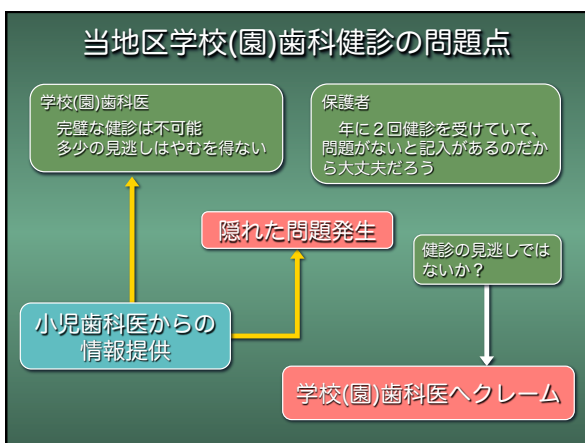 当地区学校(園)歯科健診の問題点
学校(園)歯科医
完璧な健診は不可能
多少の見逃しはやむを得ない
保護者
年に２回健診を受けていて、
問題がないと記入があるのだか
ら大丈夫だろう
隠れた問題発生
健診の見逃しでは
ないか？
小児歯科医からの
情報提供
学校(園)歯科医へクレーム